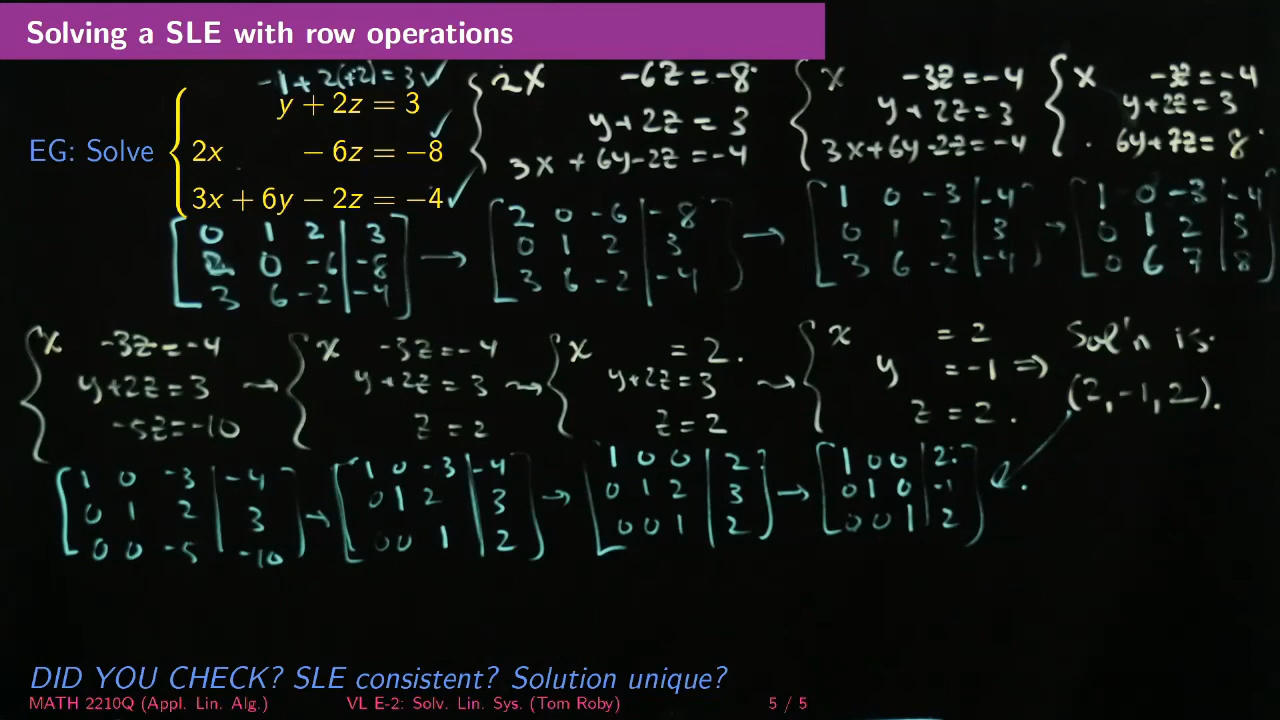 Solving a SLE with row operations
-1+2(+2)=3 ✓
EG: Solve
y + 2z = 3
2x − 6z = −8 ✓
3x + 6y − 2z = −4 ✓
2x -6z=-8
y+2z=3
3x+6y-2z=-4
x -3z=-4
y+2z=3
3x+6y-2z=-4
x -3z=-4
y+2z=3
6y+7z=8
0 1 2 | 3
2 0 -6 | -8
3 6 -2 | -4
→
2 0 -6 | -8
0 1 2 | 3
3 6 -2 | -4
→
1 0 -3 | -4
0 1 2 | 3
3 6 -2 | -4
→
1 0 -3 | -4
0 1 2 | 3
0 6 7 | 8
x -3z=-4
y+2z=3
-5z=-10
→
x -3z=-4
y+2z=3
z=2
→
x =2.
y+2z=3
z=2
→
x =2
y =-1
z=2.
⇒
Sol'n is
(2,-1,2).
1 0 -3 | -4
0 1 2 | 3
0 0 -5 | -10
→
1 0 -3 | -4
0 1 2 | 3
0 0 1 | 2
→
1 0 0 | 2
0 1 2 | 3
0 0 1 | 2
→
1 0 0 | 2
0 1 0 | -1
0 0 1 | 2
DID YOU CHECK? SLE consistent? Solution unique?
MATH 2210Q (Appl. Lin. Alg.) VL E-2: Solv. Lin. Sys. (Tom Roby) 5 / 5